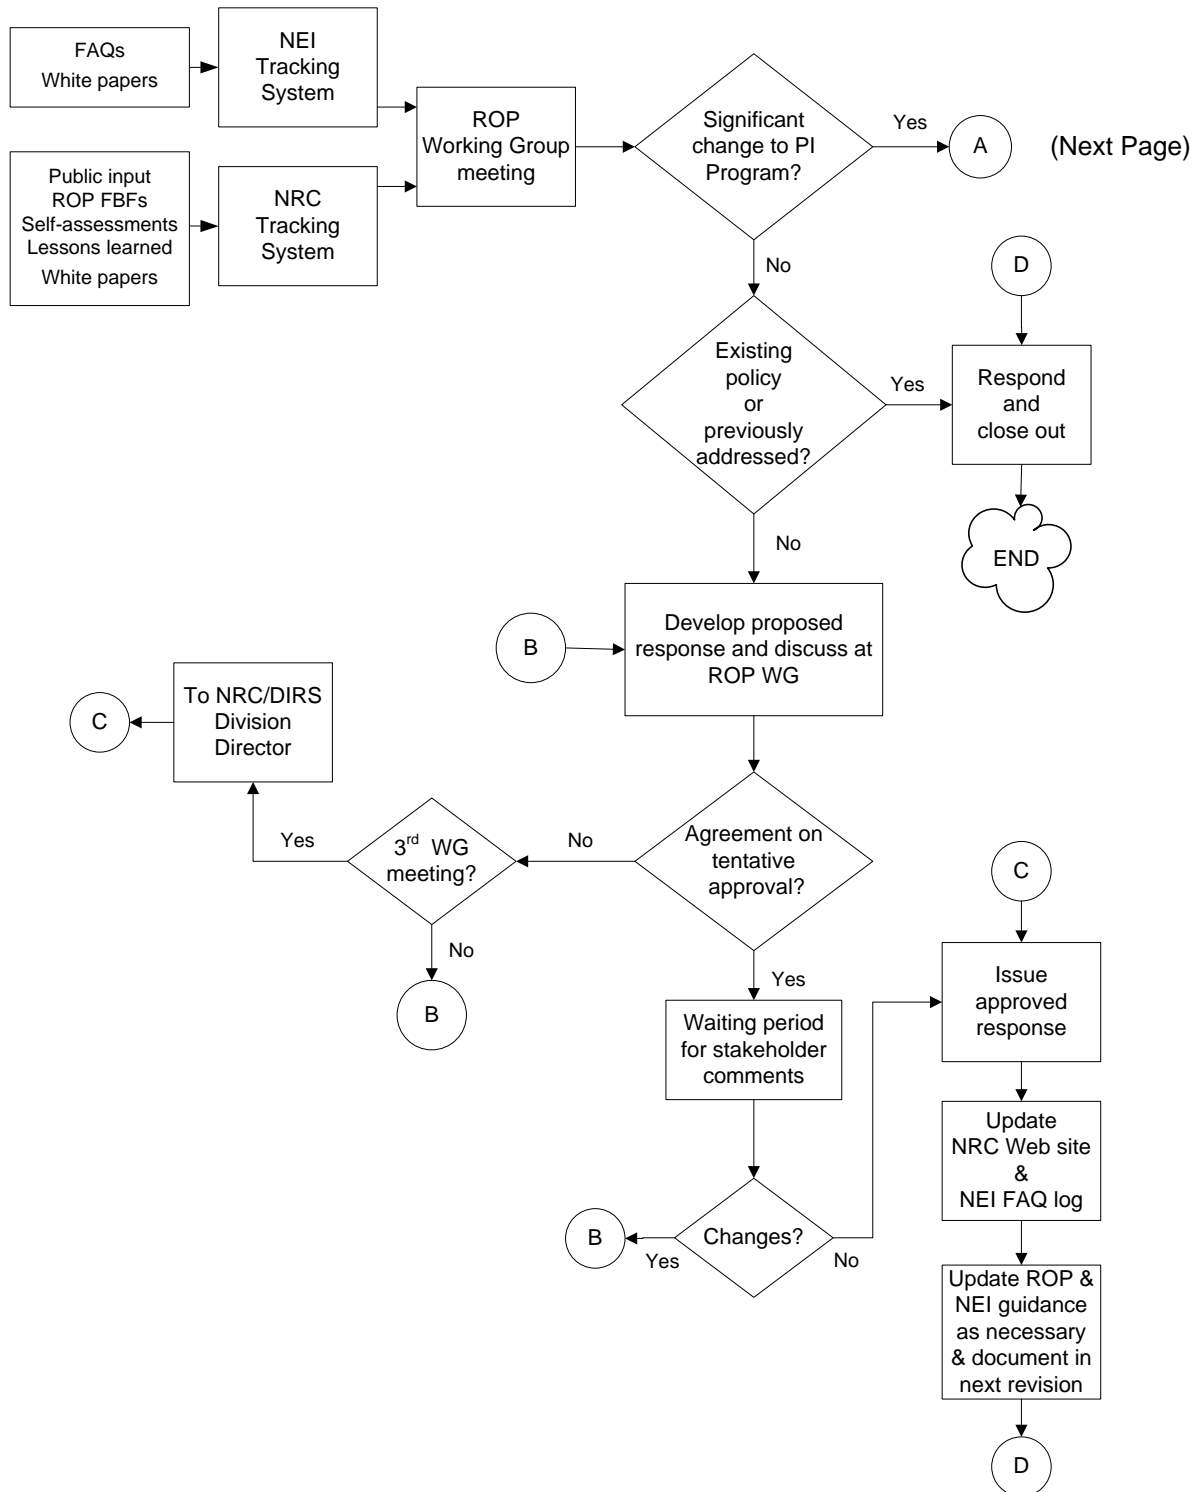 FAQs
White papers
NEI
Tracking
System
Public input
ROP FBFs
Self-assessments
Lessons learned
White papers
NRC
Tracking
System
ROP
Working Group
meeting
Significant
change to PI
Program?
Yes
A
(Next Page)
No
Existing
policy
or
previously
addressed?
Yes
D
Respond
and
close out
END
No
B
Develop proposed
response and discuss at
ROP WG
Agreement on
tentative
approval?
No
3rd WG
meeting?
Yes
To NRC/DIRS
Division
Director
C
No
B
Yes
Waiting period
for stakeholder
comments
Changes?
Yes
B
No
C
Issue
approved
response
Update
NRC Web site
&
NEI FAQ log
Update ROP &
NEI guidance
as necessary
& document in
next revision
D